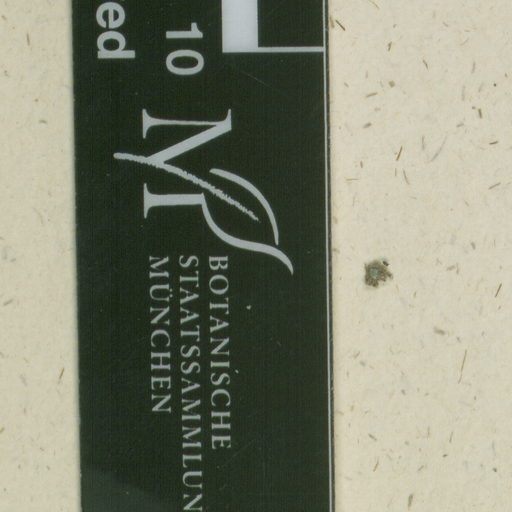 10
ed
BOTANISCHE
STAATSSAMMLUN
MÜNCHEN